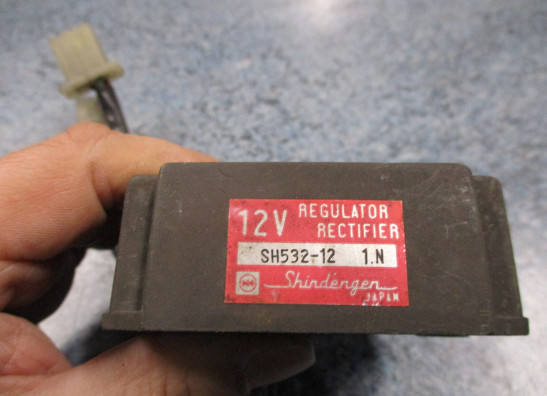 12V REGULATOR
RECTIFIER
SH532-12 1.N
Shindengen
JAPAN